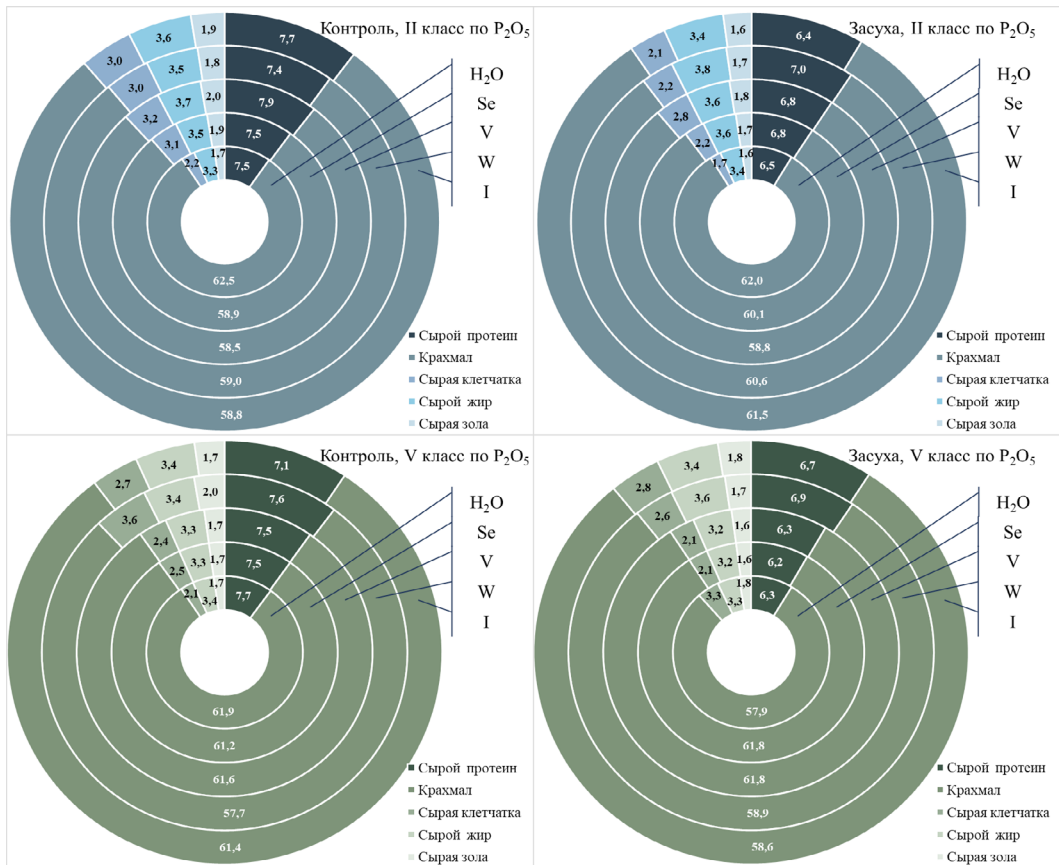 Контроль, II класс по P₂O₅
1,9
3,6
3,0
7,7
1,8
3,5
3,0
7,4
2,0
3,7
3,2
7,9
1,9
3,5
3,1
7,5
1,7
3,3
2,2
7,5
H₂O
Se
V
W
I
62,5
58,9
58,5
59,0
58,8
Сырой протеин
Крахмал
Сырая клетчатка
Сырой жир
Сырая зола
Засуха, II класс по P₂O₅
1,6
3,4
2,1
6,4
1,7
3,8
2,2
7,0
1,8
3,6
2,8
6,8
1,7
3,6
2,2
6,8
1,6
3,4
1,7
6,5
H₂O
Se
V
W
I
62,0
60,1
58,8
60,6
61,5
Сырой протеин
Крахмал
Сырая клетчатка
Сырой жир
Сырая зола
Контроль, V класс по P₂O₅
1,7
3,4
2,7
7,1
2,0
3,4
3,6
7,6
1,7
3,3
2,4
7,5
1,7
3,3
2,5
7,5
1,7
3,4
2,1
7,7
H₂O
Se
V
W
I
61,9
61,2
61,6
57,7
61,4
Сырой протеин
Крахмал
Сырая клетчатка
Сырой жир
Сырая зола
Засуха, V класс по P₂O₅
1,8
3,4
2,8
6,7
1,7
3,6
2,6
6,9
1,6
3,2
2,1
6,3
1,6
3,2
2,1
6,2
1,8
3,3
3,3
6,3
H₂O
Se
V
W
I
57,9
61,8
61,8
58,9
58,6
Сырой протеин
Крахмал
Сырая клетчатка
Сырой жир
Сырая зола